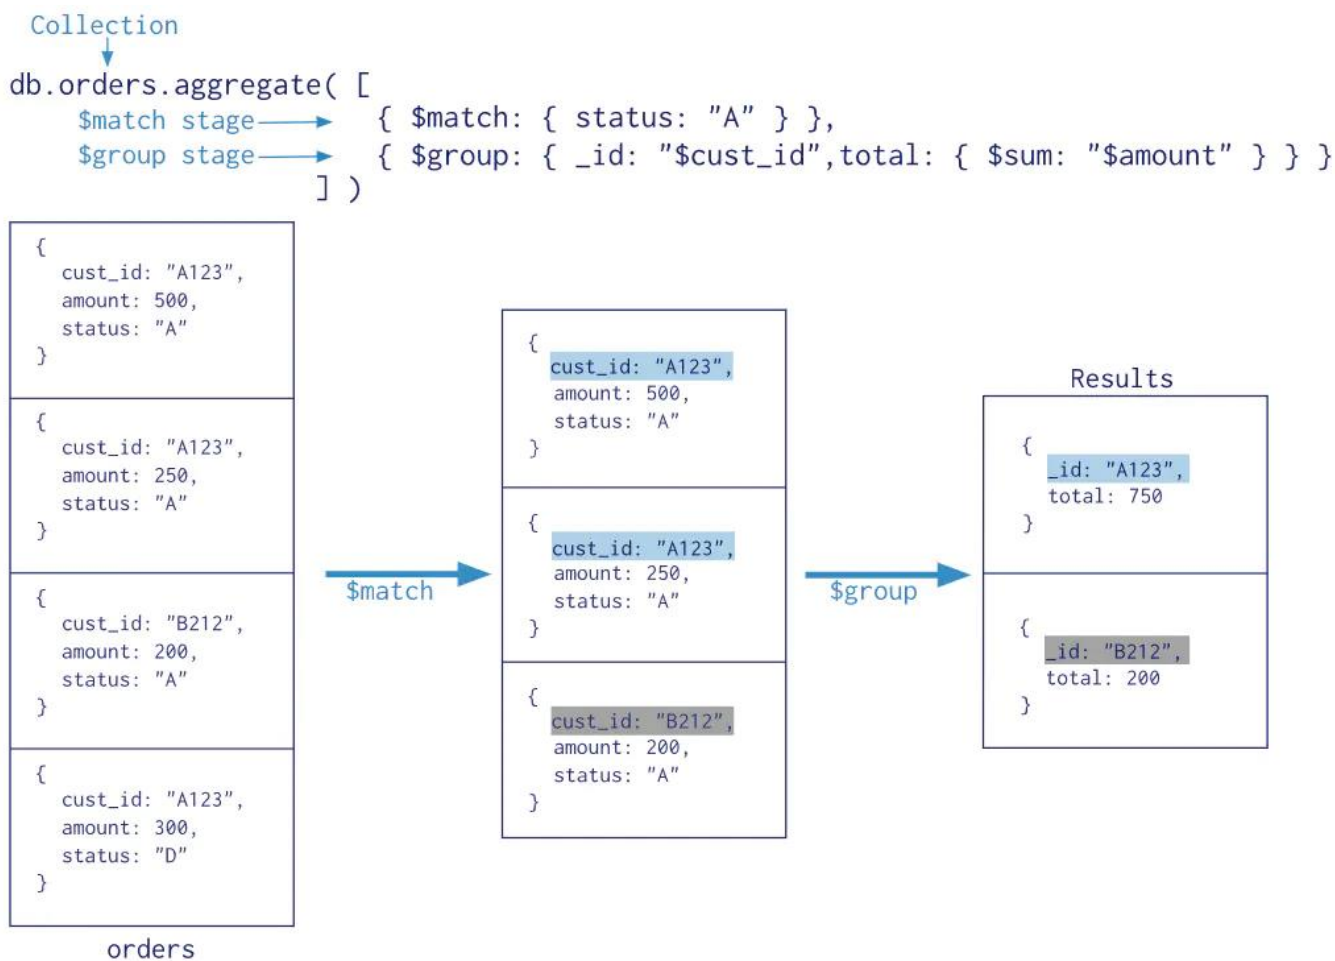 Collection
db.orders.aggregate( [
$match stage { $match: { status: "A" } },
$group stage { $group: { _id: "$cust_id",total: { $sum: "$amount" } } }
] )
{
cust_id: "A123",
amount: 500,
status: "A"
}
{
cust_id: "A123",
amount: 250,
status: "A"
}
{
cust_id: "B212",
amount: 200,
status: "A"
}
{
cust_id: "A123",
amount: 300,
status: "D"
}
orders
$match
{
cust_id: "A123",
amount: 500,
status: "A"
}
{
cust_id: "A123",
amount: 250,
status: "A"
}
{
cust_id: "B212",
amount: 200,
status: "A"
}
$group
Results
{
_id: "A123",
total: 750
}
{
_id: "B212",
total: 200
}